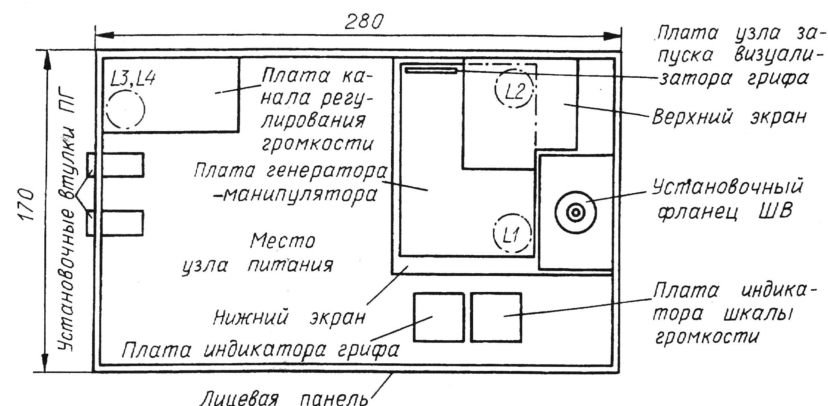 280
Плата узла за-
пуска визуали-
затора грифа
L3,L4
Плата ка-
нала регу-
лирования
громкости
L2
Верхний экран
Установочные втулки ПГ
170
Плата генератора
-манипулятора
Установочный
фланец ШВ
L1
Место
узла питания
Нижний экран
Плата индика-
тора шкалы
громкости
Плата индикатора грифа
Лицевая панель